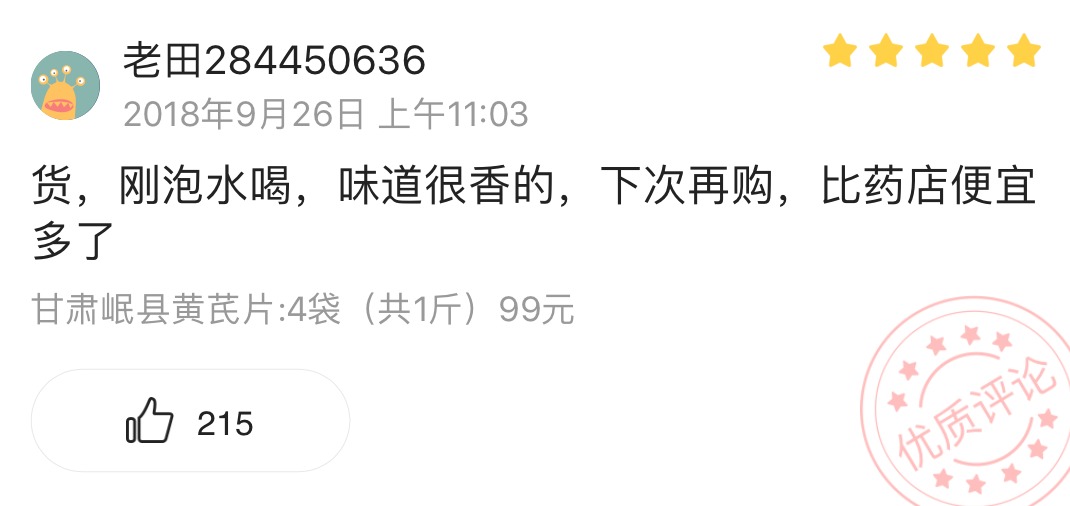 老田284450636
2018年9月26日 上午11:03
货，刚泡水喝，味道很香的，下次再购，比药店便宜
多了
甘肃岷县黄芪片:4袋（共1斤）99元
215
优质评论